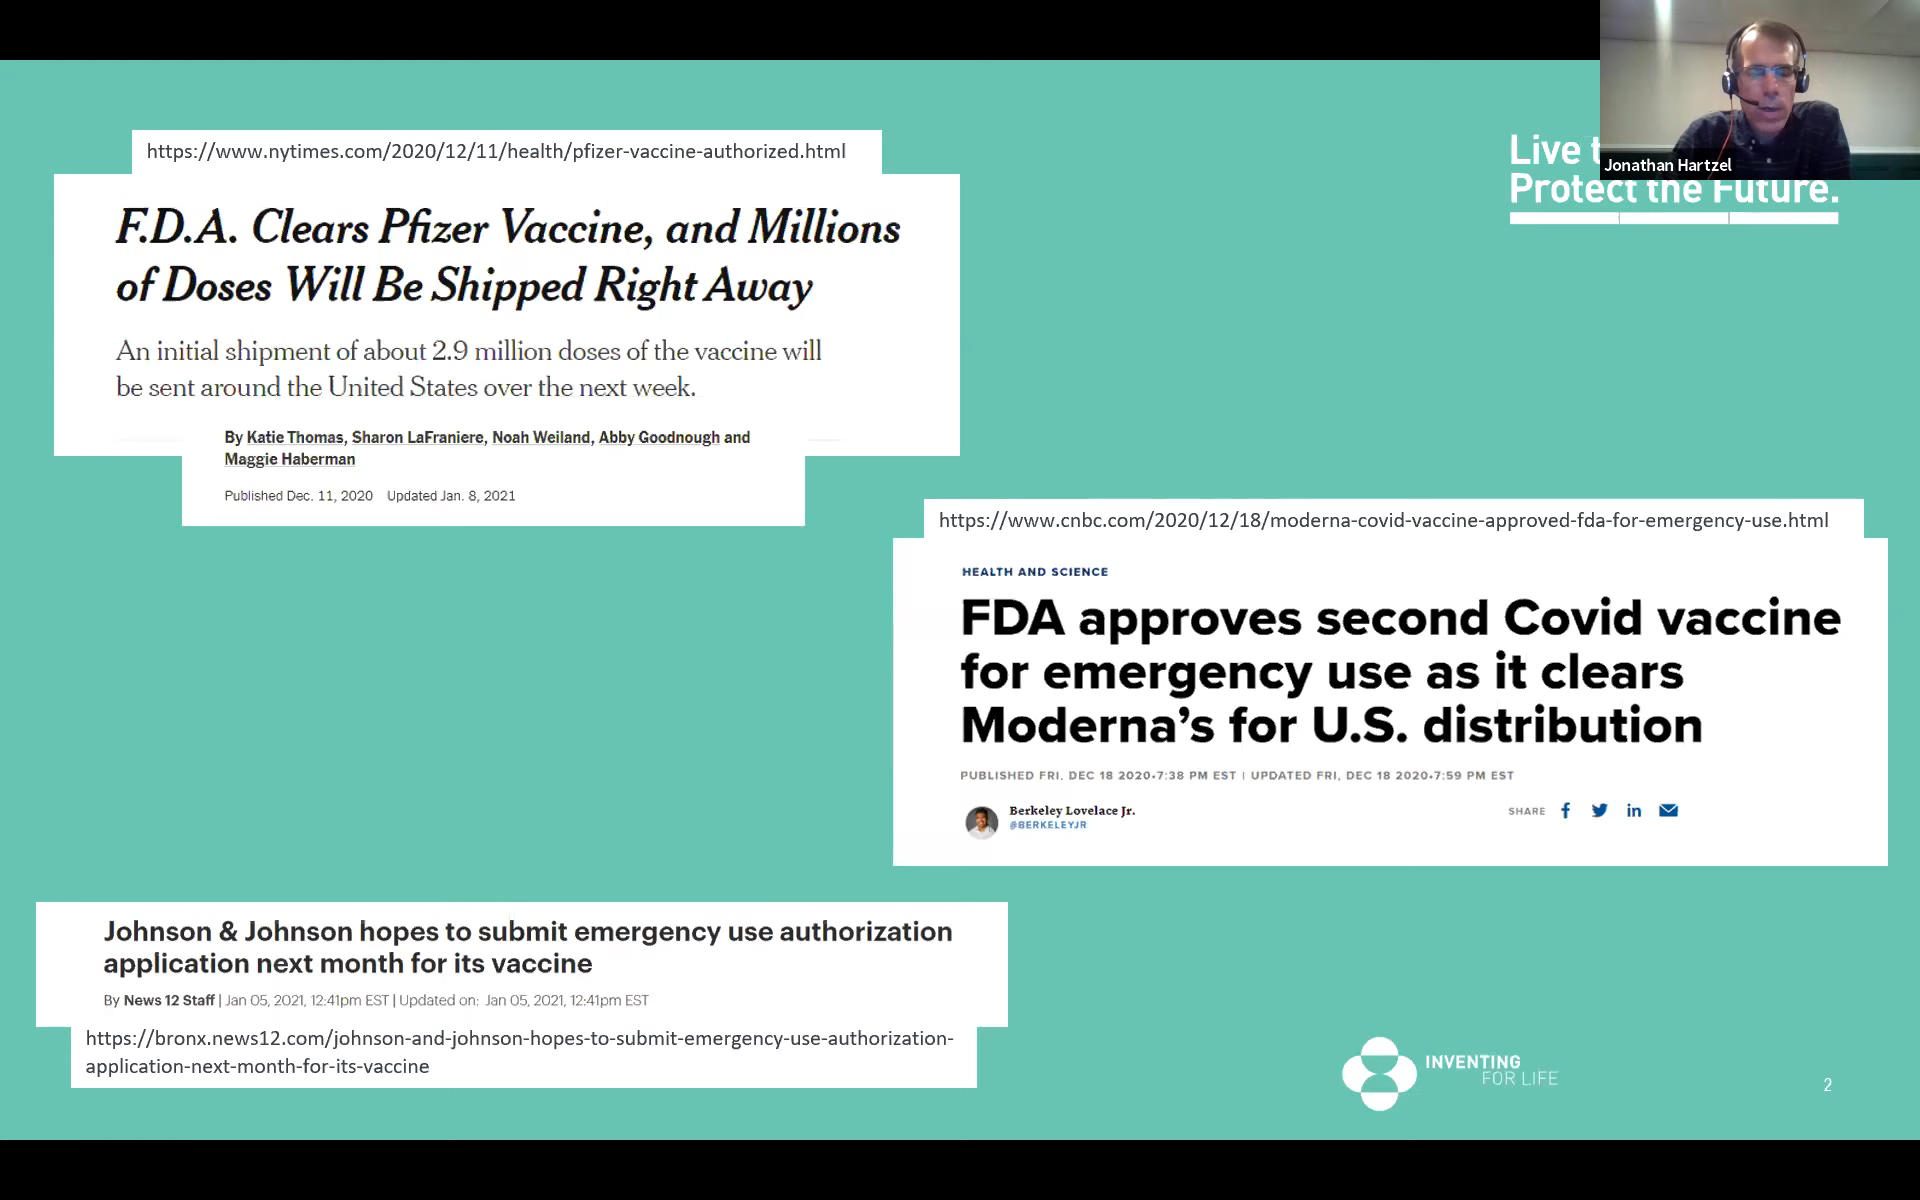 https://www.nytimes.com/2020/12/11/health/pfizer-vaccine-authorized.html
F.D.A. Clears Pfizer Vaccine, and Millions
of Doses Will Be Shipped Right Away
An initial shipment of about 2.9 million doses of the vaccine will
be sent around the United States over the next week.
By Katie Thomas, Sharon LaFraniere, Noah Weiland, Abby Goodnough and
Maggie Haberman
Published Dec. 11, 2020 Updated Jan. 8, 2021
Jonathan Hartzel
Live
Protect the Future.
https://www.cnbc.com/2020/12/18/moderna-covid-vaccine-approved-fda-for-emergency-use.html
HEALTH AND SCIENCE
FDA approves second Covid vaccine
for emergency use as it clears
Moderna’s for U.S. distribution
PUBLISHED FRI, DEC 18 2020•7:38 PM EST | UPDATED FRI, DEC 18 2020•7:59 PM EST
Berkeley Lovelace Jr.
@BERKELEYJR
SHARE
Johnson & Johnson hopes to submit emergency use authorization
application next month for its vaccine
By News 12 Staff | Jan 05, 2021, 12:41pm EST | Updated on: Jan 05, 2021, 12:41pm EST
https://bronx.news12.com/johnson-and-johnson-hopes-to-submit-emergency-use-authorization-
application-next-month-for-its-vaccine
INVENTING
FOR LIFE
2